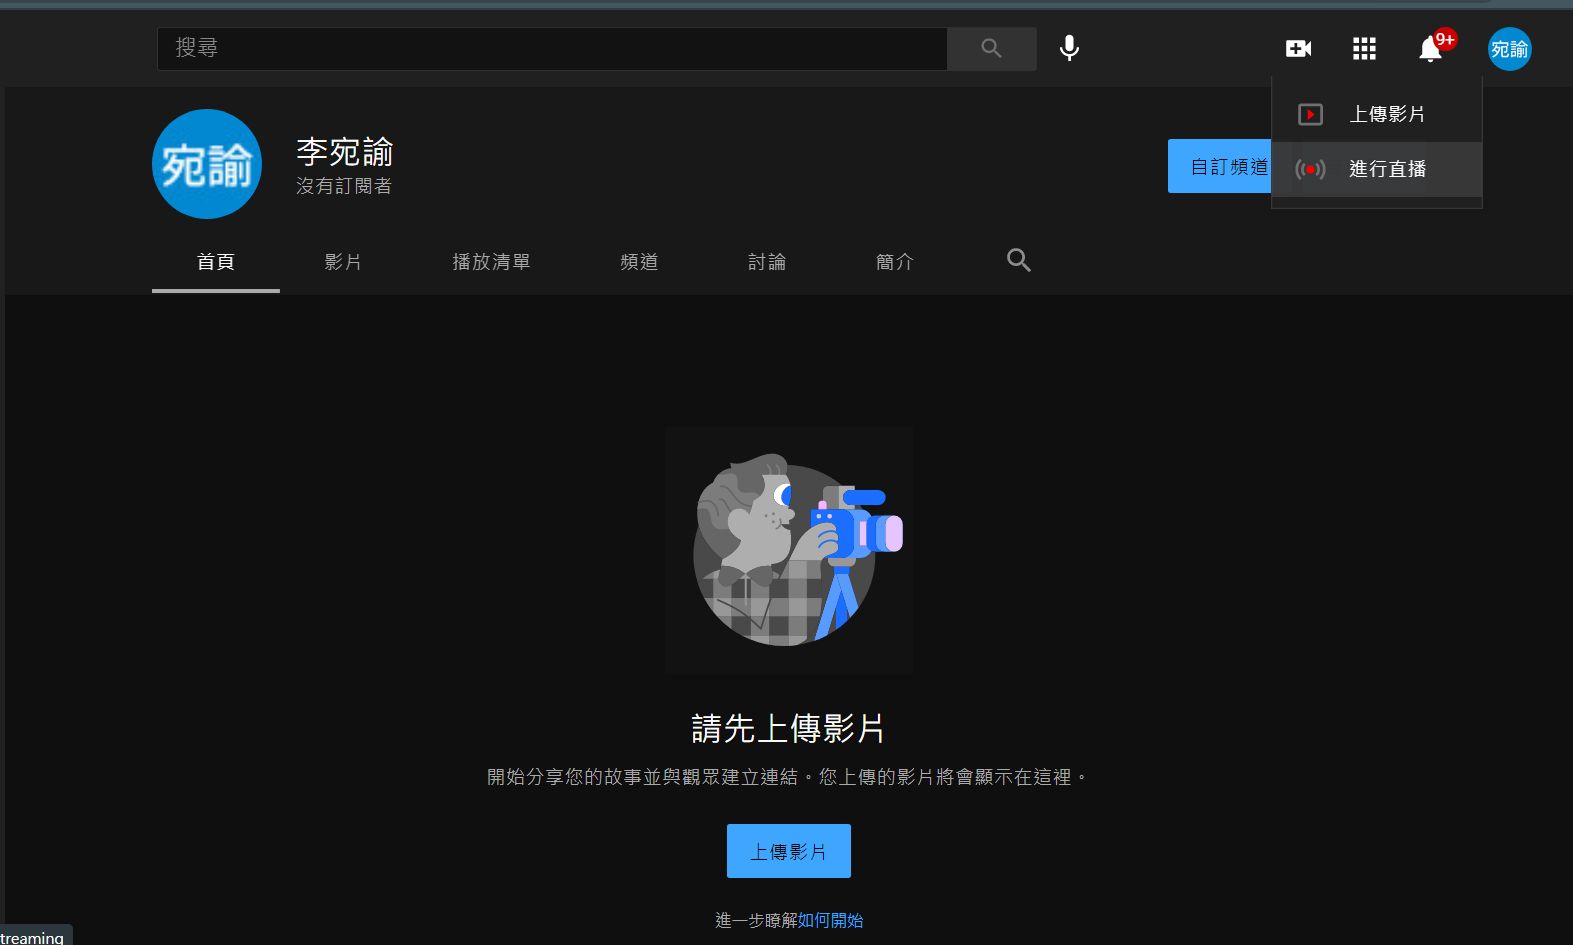 搜尋
9+
宛諭
上傳影片
進行直播
宛諭
李宛諭
沒有訂閱者
自訂頻道
首頁 影片 播放清單 頻道 討論 簡介
請先上傳影片
開始分享您的故事並與觀眾建立連結。您上傳的影片將會顯示在這裡。
上傳影片
進一步瞭解如何開始
treaming